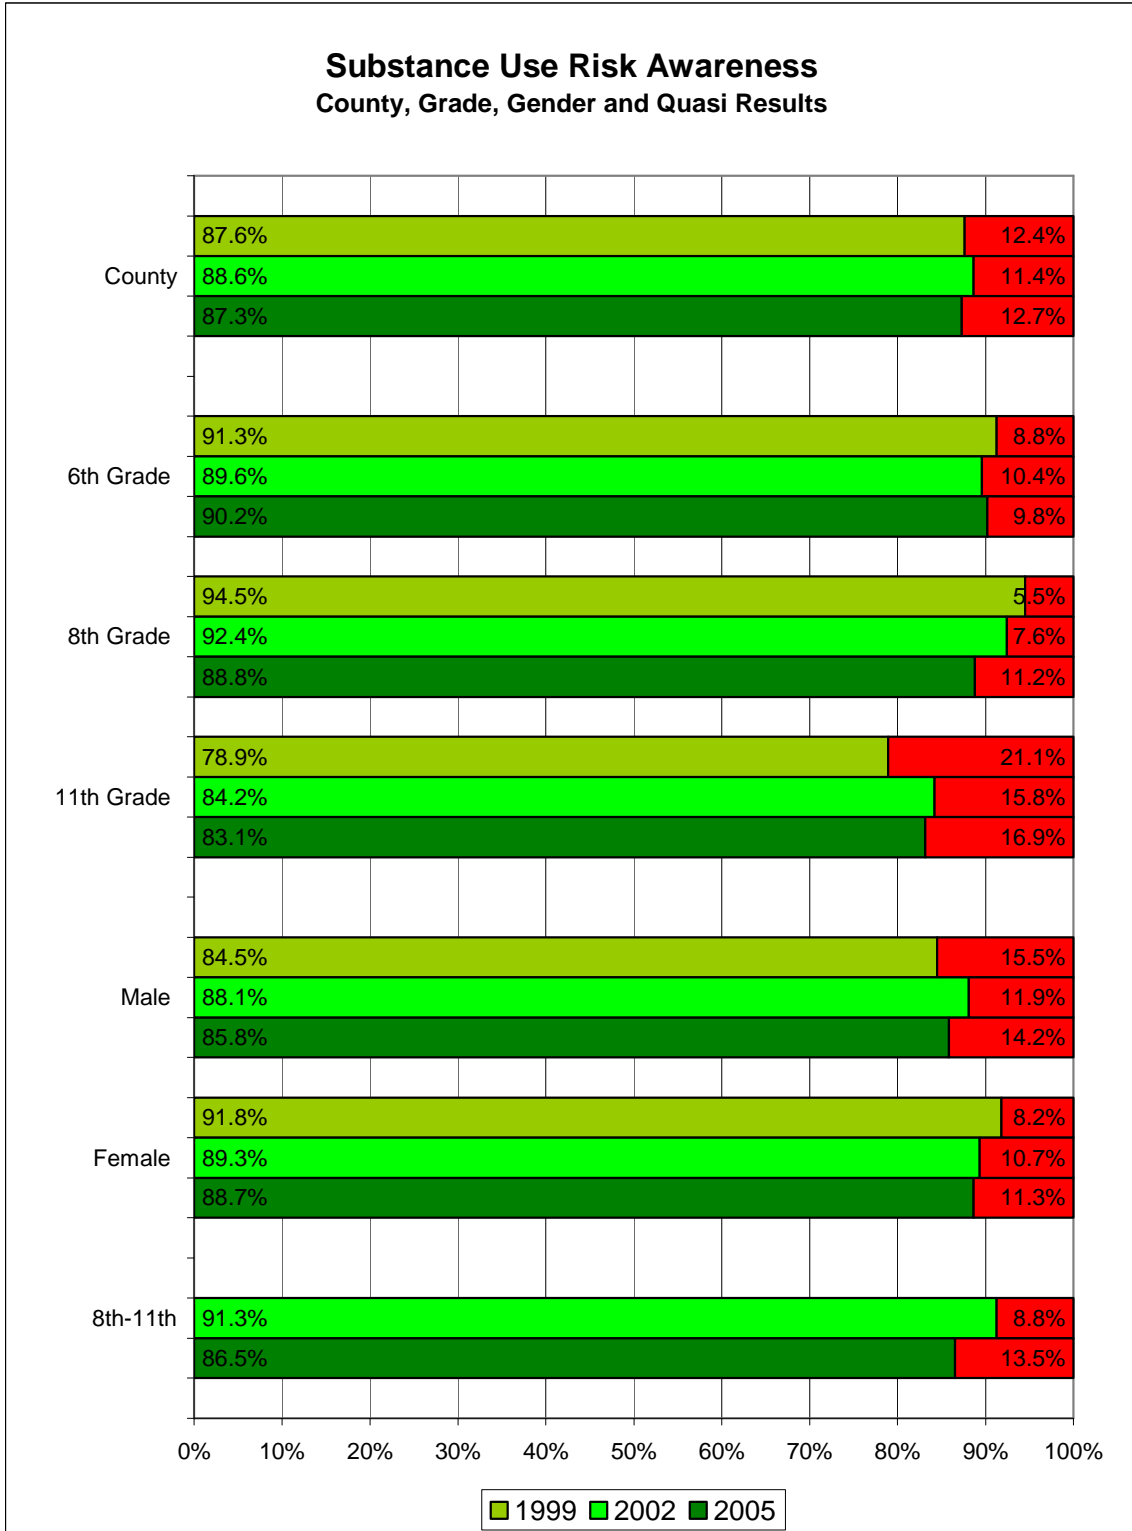 Substance Use Risk Awareness
County, Grade, Gender and Quasi Results
87.6% 12.4%
County 88.6% 11.4%
87.3% 12.7%
91.3% 8.8%
6th Grade 89.6% 10.4%
90.2% 9.8%
94.5% 5.5%
8th Grade 92.4% 7.6%
88.8% 11.2%
78.9% 21.1%
11th Grade 84.2% 15.8%
83.1% 16.9%
84.5% 15.5%
Male 88.1% 11.9%
85.8% 14.2%
91.8% 8.2%
Female 89.3% 10.7%
88.7% 11.3%
8th-11th 91.3% 8.8%
86.5% 13.5%
0% 10% 20% 30% 40% 50% 60% 70% 80% 90% 100%
1999 2002 2005